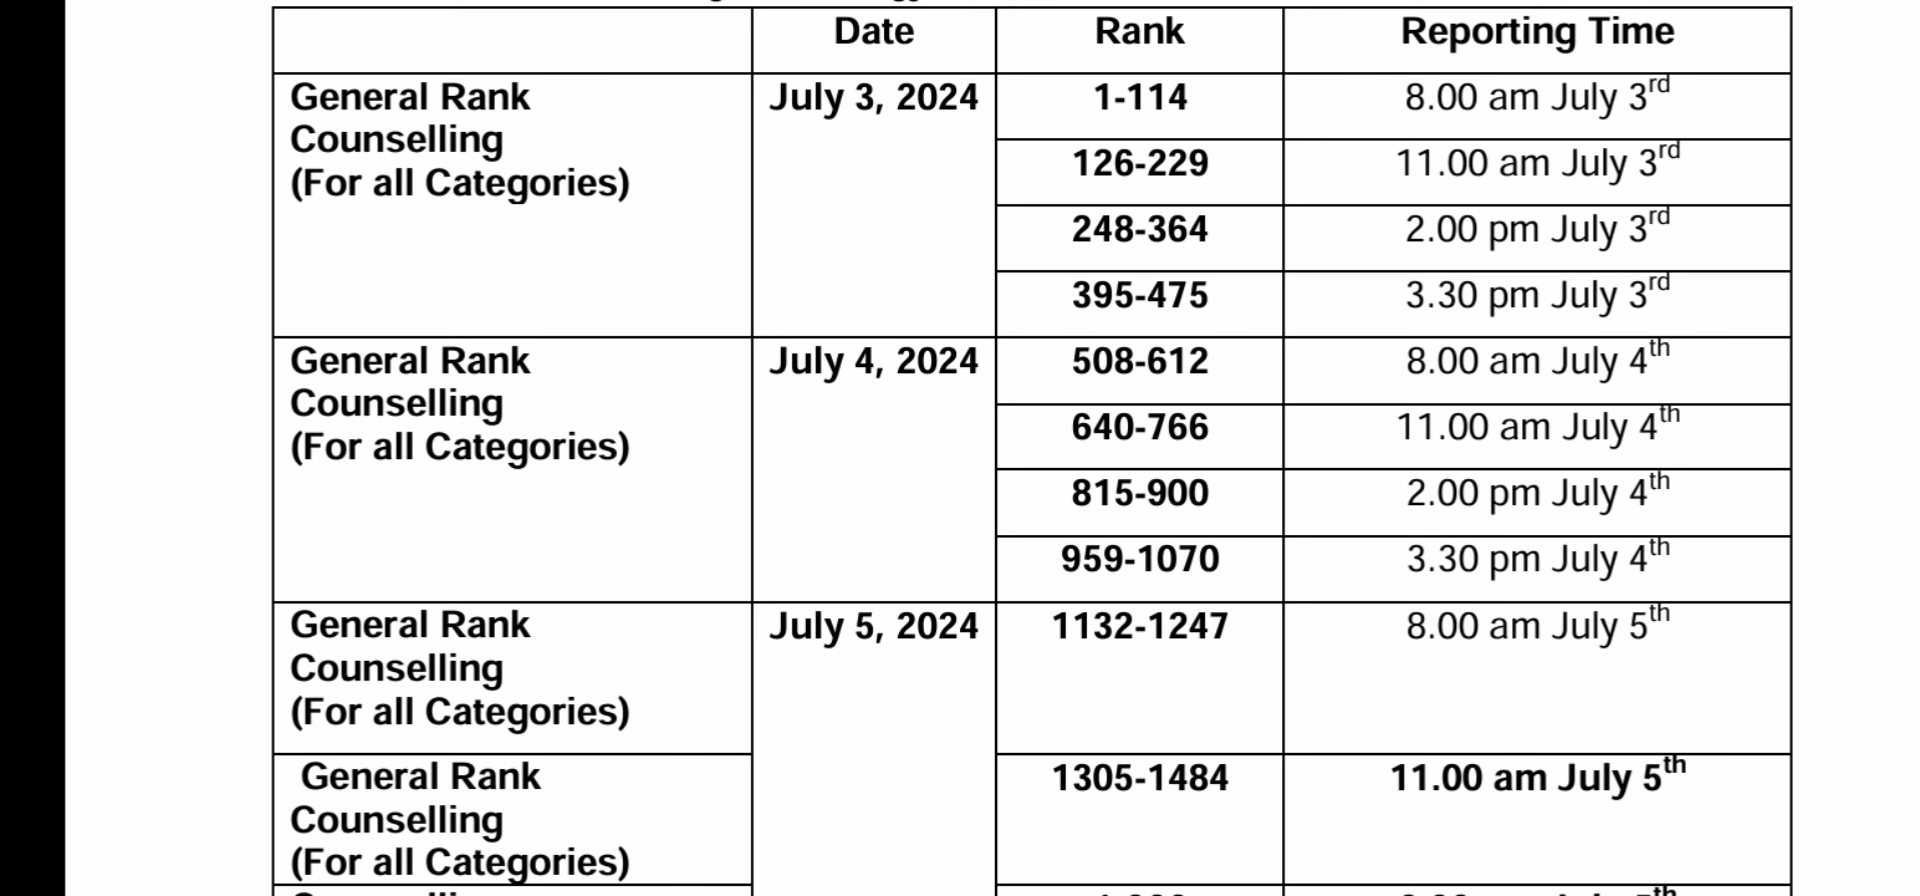 Date Rank Reporting Time
General Rank July 3, 2024 1-114 8.00 am July 3rd
Counselling
(For all Categories)
126-229 11.00 am July 3rd
248-364 2.00 pm July 3rd
395-475 3.30 pm July 3rd
General Rank July 4, 2024 508-612 8.00 am July 4th
Counselling
(For all Categories)
640-766 11.00 am July 4th
815-900 2.00 pm July 4th
959-1070 3.30 pm July 4th
General Rank July 5, 2024 1132-1247 8.00 am July 5th
Counselling
(For all Categories)
General Rank 1305-1484 11.00 am July 5th
Counselling
(For all Categories)